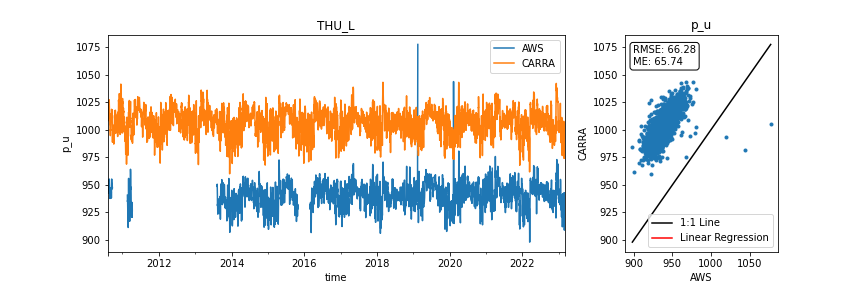 THU_L
p_u
1075
1050
1025
1000
975
950
925
900
AWS
CARRA
2012
2014
2016
2018
2020
2022
time
p_u
p_u
RMSE: 66.28
ME: 65.74
1075
1050
1025
1000
975
950
925
900
CARRA
1:1 Line
Linear Regression
900
950
1000
1050
AWS